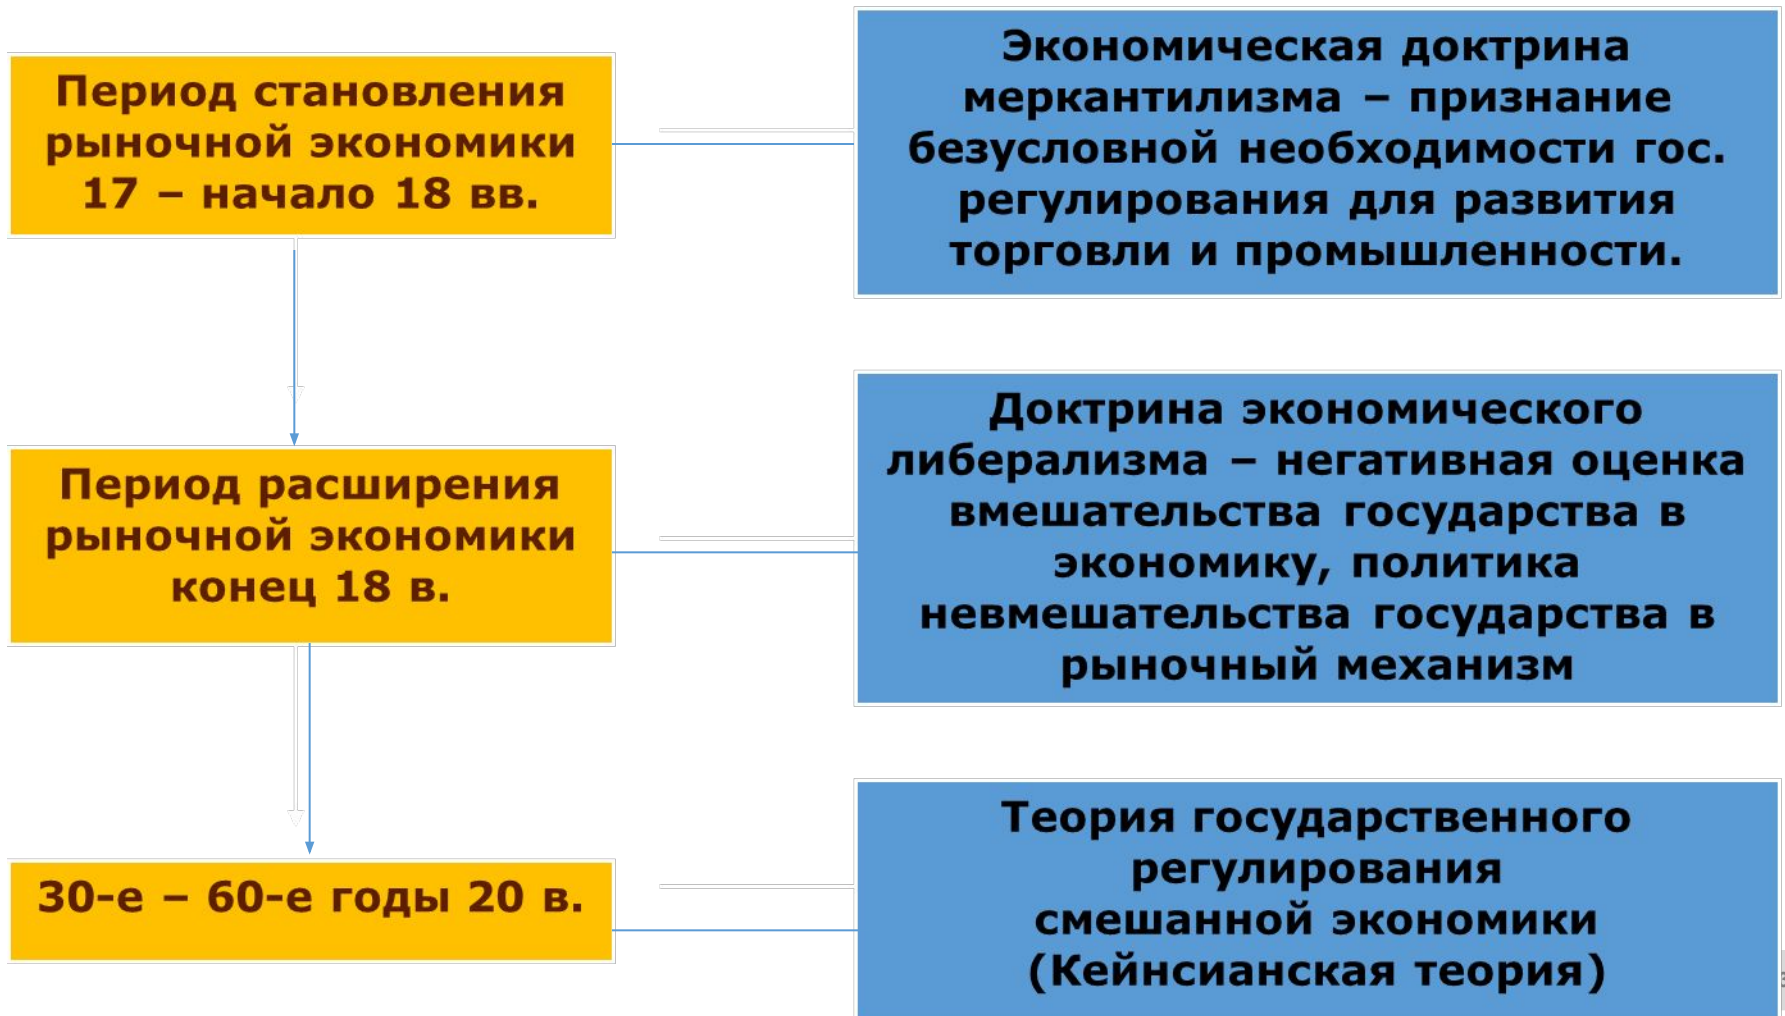 Период становления
рыночной экономики
17 – начало 18 вв.
Экономическая доктрина
меркантилизма – признание
безусловной необходимости гос.
регулирования для развития
торговли и промышленности.
Период расширения
рыночной экономики
конец 18 в.
Доктрина экономического
либерализма – негативная оценка
вмешательства государства в
экономику, политика
невмешательства государства в
рыночный механизм
30-е – 60-е годы 20 в.
Теория государственного
регулирования
смешанной экономики
(Кейнсианская теория)